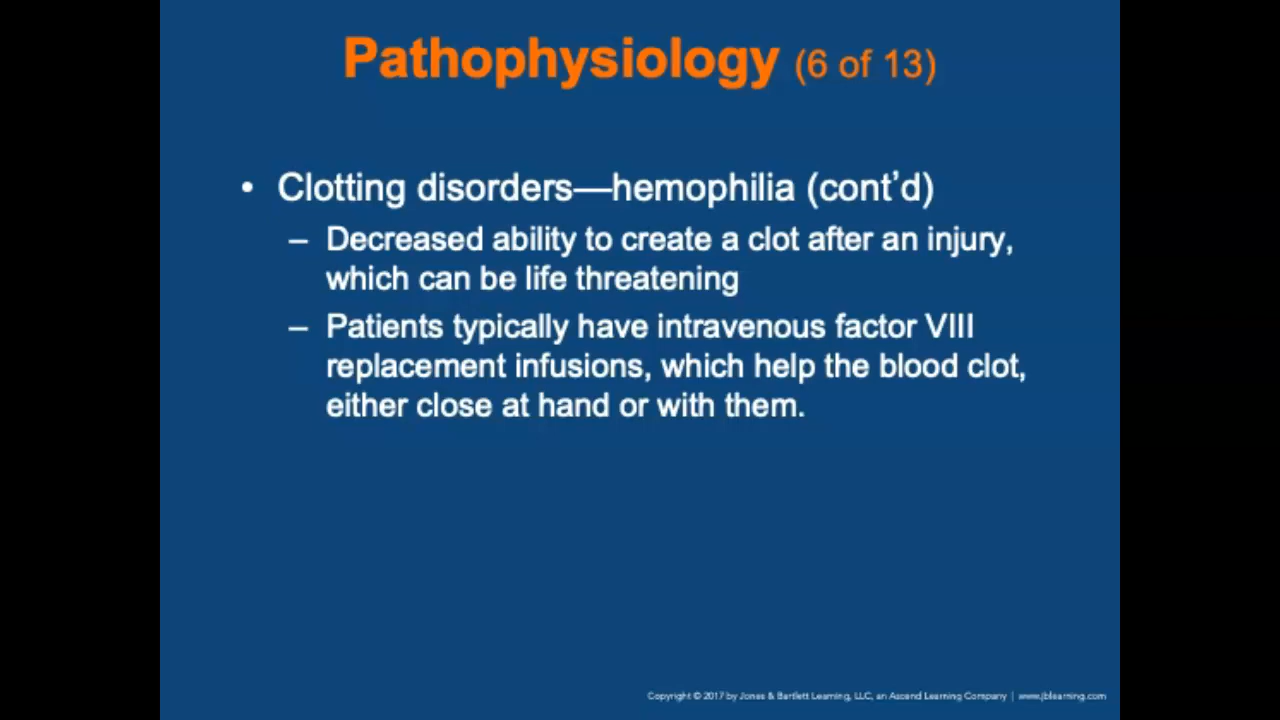 Pathophysiology (6 of 13)
• Clotting disorders—hemophilia (cont’d)
– Decreased ability to create a clot after an injury,
which can be life threatening
– Patients typically have intravenous factor VIII
replacement infusions, which help the blood clot,
either close at hand or with them.
Copyright © 2017 by Jones & Bartlett Learning, LLC, an Ascend Learning Company | www.jblearning.com